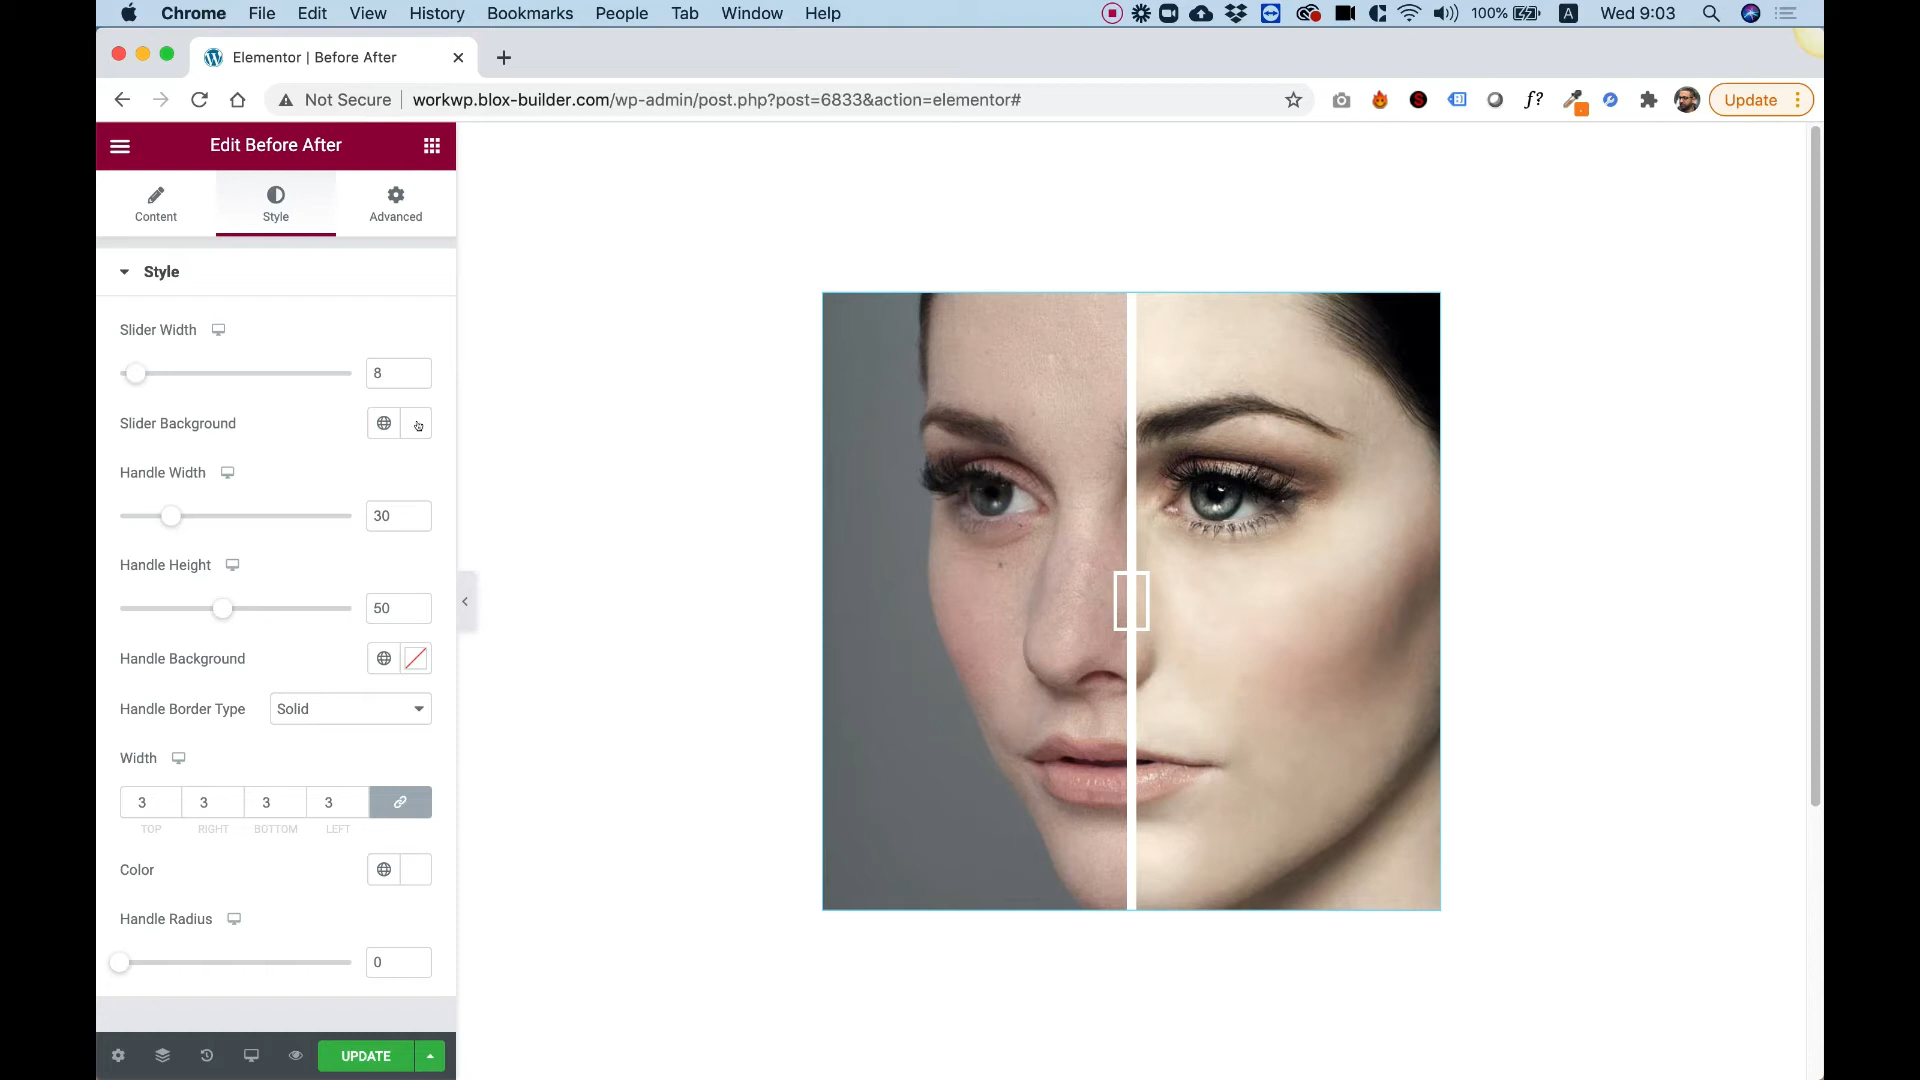 Chrome File Edit View History Bookmarks People Tab Window Help 100% A Wed 9:03
Elementor | Before After
Not Secure workwp.blox-builder.com/wp-admin/post.php?post=6833&action=elementor# f? Update
Edit Before After
Content Style Advanced
Style
Slider Width
8
Slider Background
Handle Width
30
Handle Height
50
Handle Background
Handle Border Type Solid
Width
3 3 3 3
TOP RIGHT BOTTOM LEFT
Color
Handle Radius
0
UPDATE